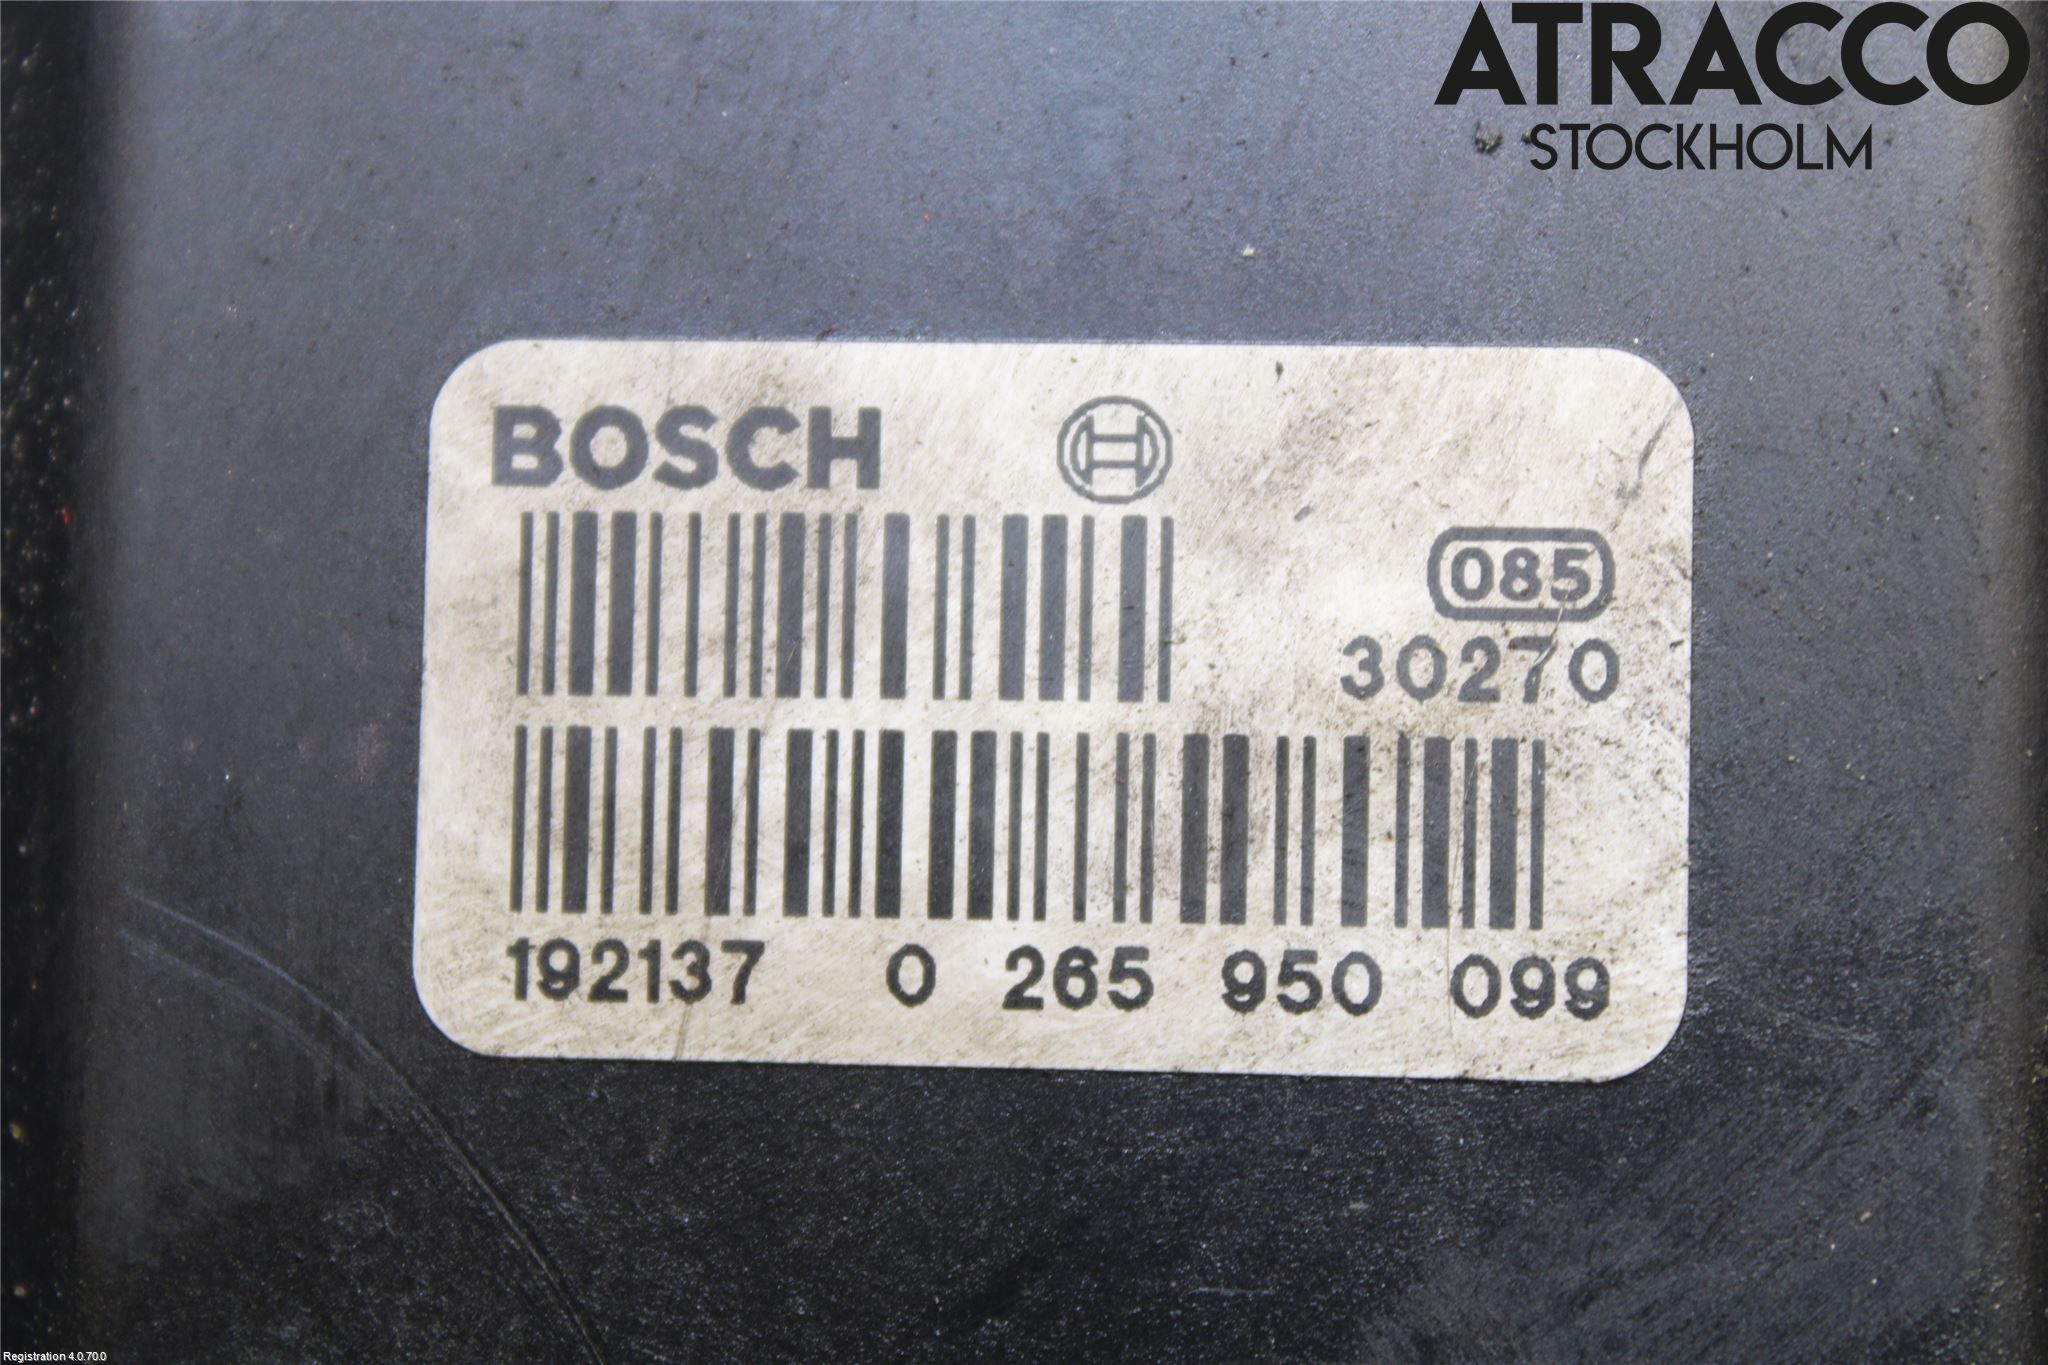 ATRACCO
STOCKHOLM
BOSCH
085
30270
192137 0 265 950 099
Registration 4.0.70.0